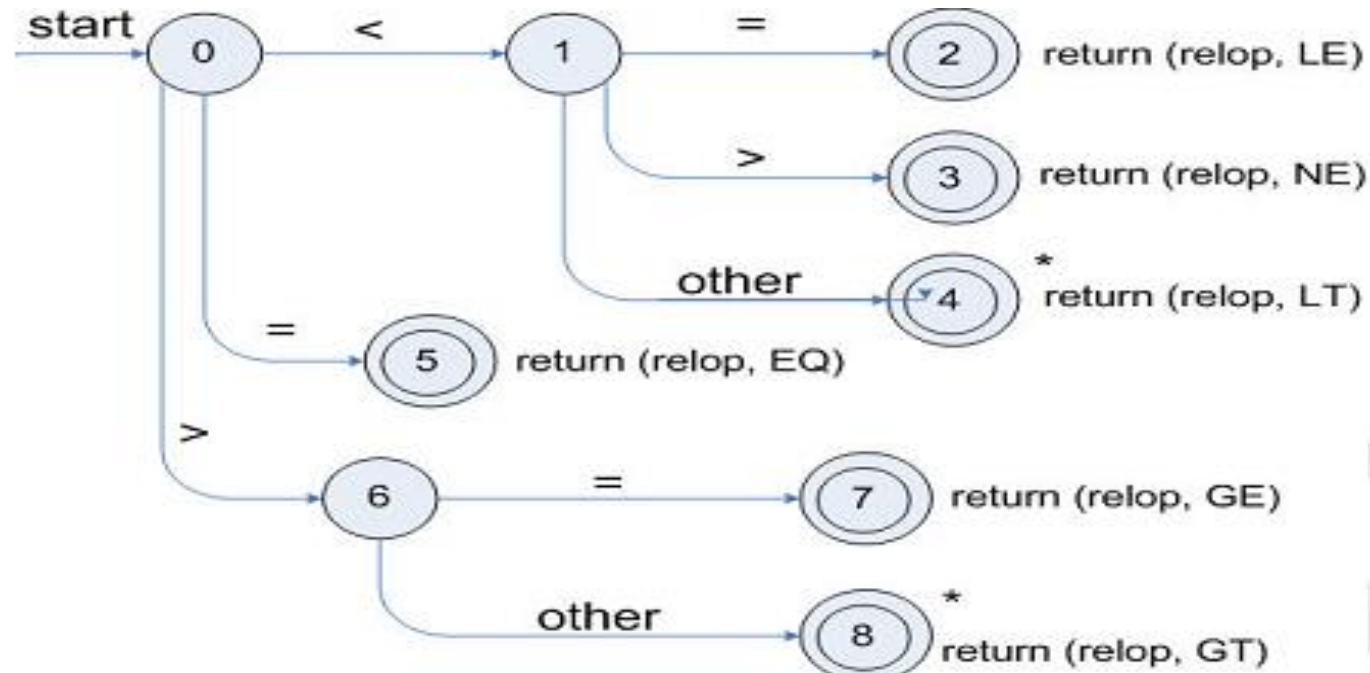 start
0
<
1
=
2
return (relop, LE)
>
3
return (relop, NE)
other
4
*
return (relop, LT)
=
5
return (relop, EQ)
>
6
=
7
return (relop, GE)
other
8
*
return (relop, GT)